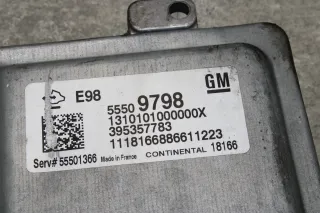 E98
GM
5550 9798
1310101000000X
395357783
1118166886611223
Serv# 55501366 Made in France CONTINENTAL 18166